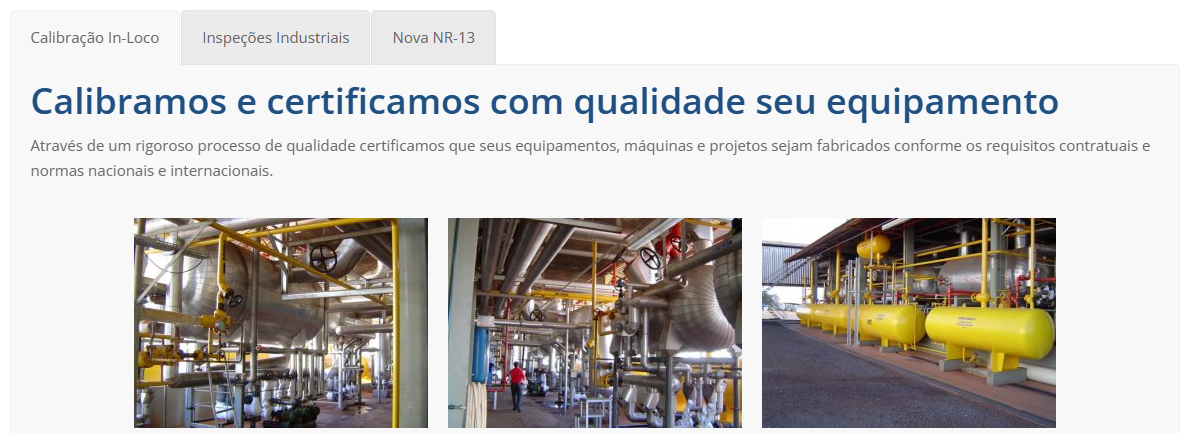 Calibração In-Loco
Inspeções Industriais
Nova NR-13
Calibramos e certificamos com qualidade seu equipamento
Através de um rigoroso processo de qualidade certificamos que seus equipamentos, máquinas e projetos sejam fabricados conforme os requisitos contratuais e
normas nacionais e internacionais.